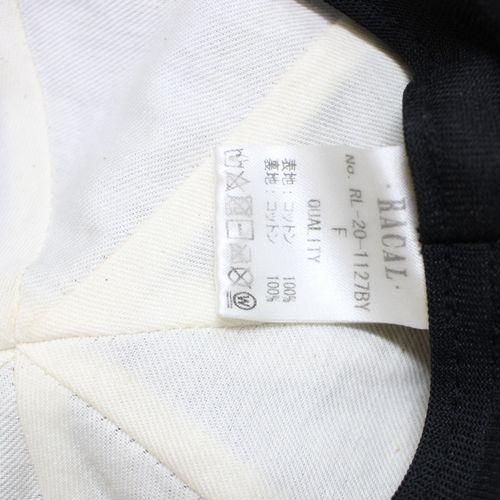 ·RACAL·
No. RL-20-1127BY
F
QUALITY
表地:コットン 100%
裏地:コットン 100%
W